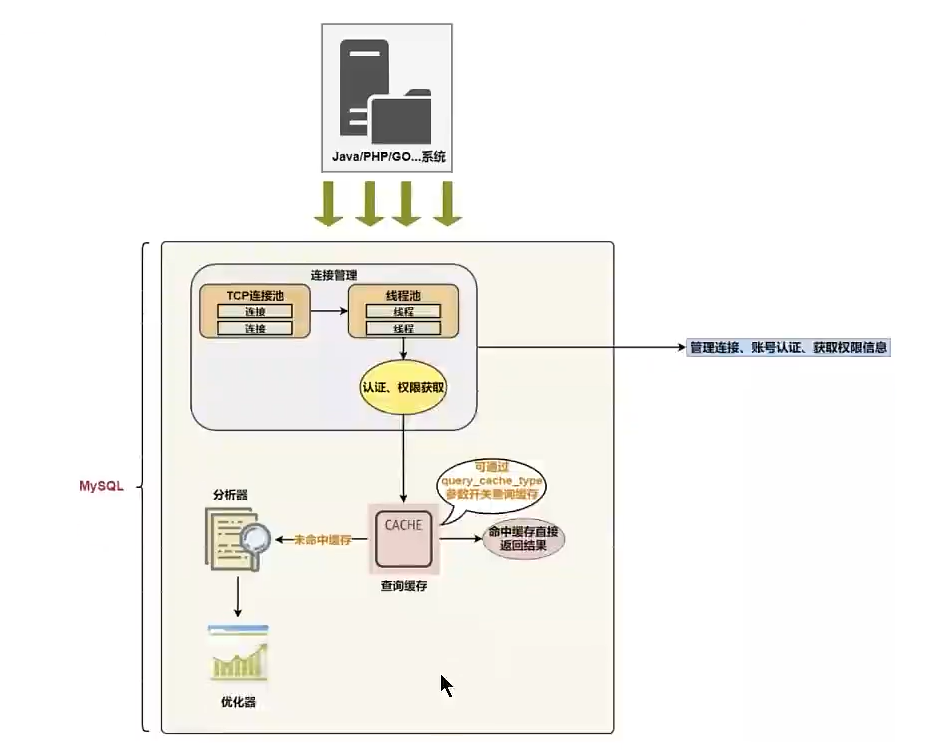 Java/PHP/GO...系统
连接管理
TCP连接池
连接
连接
线程池
线程
线程
认证、权限获取
管理连接、账号认证、获取权限信息
MySQL
可通过
query_cache_type
参数开关查询缓存
分析器
未命中缓存
CACHE
查询缓存
命中缓存直接
返回结果
优化器